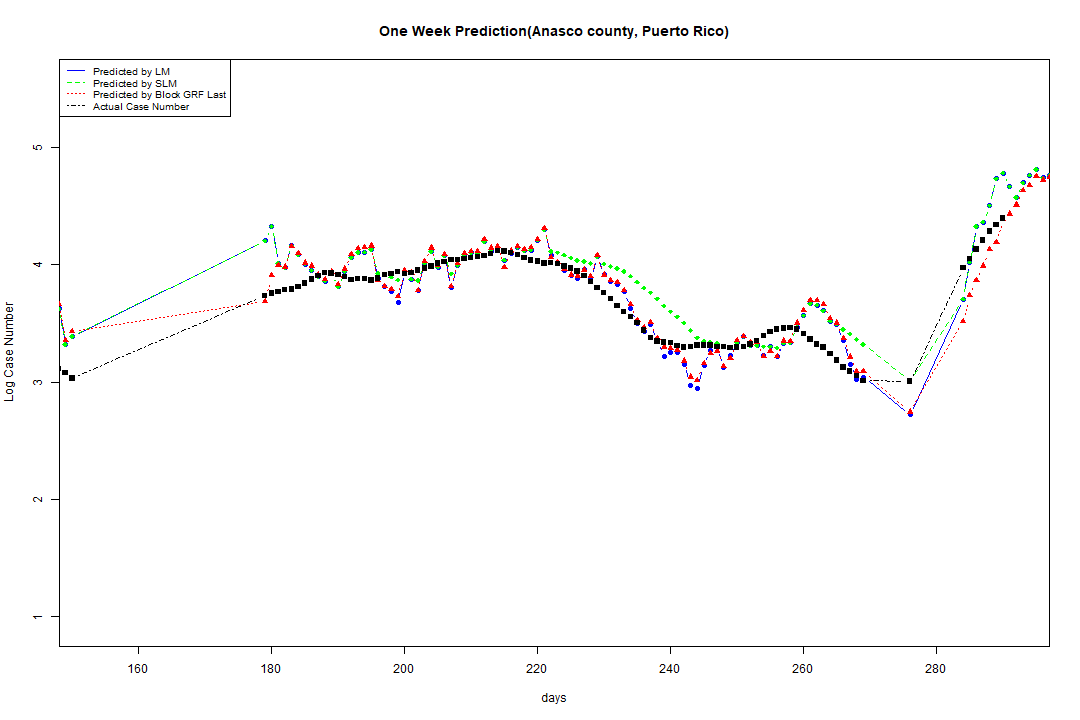 One Week Prediction(Anasco county, Puerto Rico)
Predicted by LM
Predicted by SLM
Predicted by Block GRF Last
Actual Case Number
5
4
3
2
1
Log Case Number
160 180 200 220 240 260 280
days